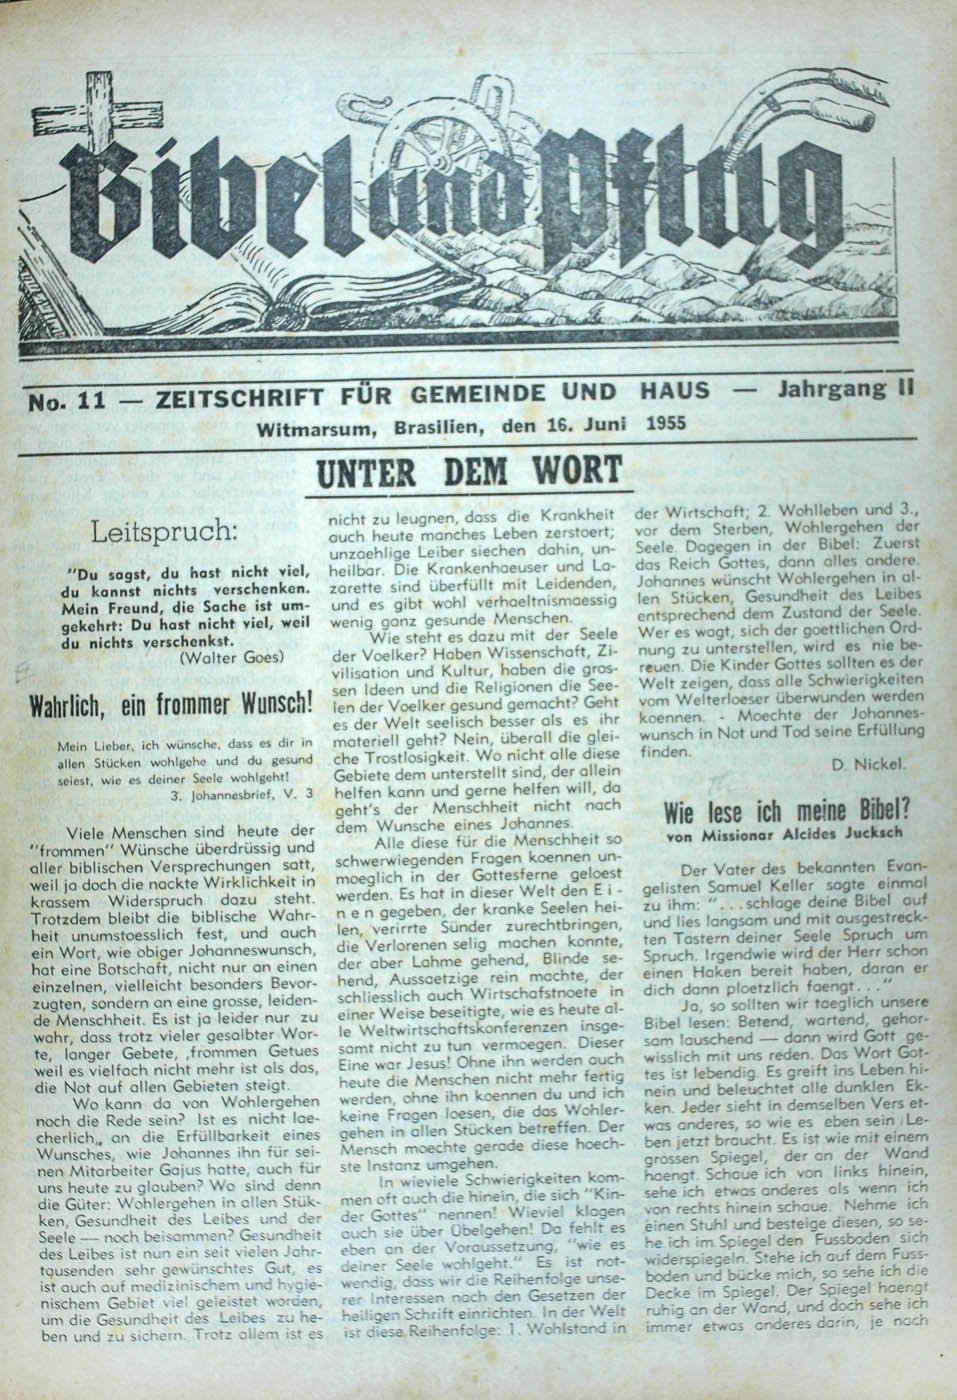 Bibel und Pflug
No. 11 — ZEITSCHRIFT FÜR GEMEINDE UND HAUS — Jahrgang II
Witmarsum, Brasilien, den 16. Juni 1955
UNTER DEM WORT
Leitspruch:
"Du sagst, du hast nicht viel,
du kannst nichts verschenken.
Mein Freund, die Sache ist um-
gekehrt: Du hast nicht viel, weil
du nichts verschenkst.
(Walter Goes)
Wahrlich, ein frommer Wunsch!
Mein Lieber, ich wünsche, dass es dir in
allen Stücken wohlgehe und du gesund
seiest, wie es deiner Seele wohlgeht!
3. Johannesbrief, V. 3
Viele Menschen sind heute der
"frommen" Wünsche überdrüssig und
aller biblischen Versprechungen satt,
weil ja doch die nackte Wirklichkeit in
krassem Widerspruch dazu steht.
Trotzdem bleibt die biblische Wahr-
heit unumstoesslich fest, und auch
ein Wort, wie obiger Johanneswunsch,
hat eine Botschaft, nicht nur an einen
einzelnen, vielleicht besonders Bevor-
zugten, sondern an eine grosse, leiden-
de Menschheit. Es ist ja leider nur zu
wahr, dass trotz vieler gesalbter Wor-
te, langer Gebete, ,frommen Getues
weil es vielfach nicht mehr ist als das,
die Not auf allen Gebieten steigt.
Wo kann da von Wohlergehen
noch die Rede sein? Ist es nicht lae-
cherlich,, an die Erfüllbarkeit eines
Wunsches, wie Johannes ihn für sei-
nen Mitarbeiter Gajus hatte, auch für
uns heute zu glauben? Wo sind denn
die Güter: Wohlergehen in allen Stük-
ken, Gesundheit des Leibes und der
Seele — noch beisammen? Gesundheit
des Leibes ist nun ein seit vielen Jahr-
tausenden sehr gewünschtes Gut, es
ist auch auf medizinischem und hygie-
nischem Gebiet viel geleistet worden,
um die Gesundheit des Leibes zu he-
ben und zu sichern. Trotz allem ist es
nicht zu leugnen, dass die Krankheit
auch heute manches Leben zerstoert;
unzaehlige Leiber siechen dahin, un-
heilbar. Die Krankenhaeuser und La-
zarette sind überfüllt mit Leidenden,
und es gibt wohl verhaeltnismaessig
wenig ganz gesunde Menschen.
Wie steht es dazu mit der Seele
der Voelker? Haben Wissenschaft, Zi-
vilisation und Kultur, haben die gros-
sen Ideen und die Religionen die See-
len der Voelker gesund gemacht? Geht
es der Welt seelisch besser als es ihr
materiell geht? Nein, überall die glei-
che Trostlosigkeit. Wo nicht alle diese
Gebiete dem unterstellt sind, der allein
helfen kann und gerne helfen will, da
geht's der Menschheit nicht nach
dem Wunsche eines Johannes.
Alle diese für die Menschheit so
schwerwiegenden Fragen koennen un-
moeglich in der Gottesferne geloest
werden. Es hat in dieser Welt den E i -
n e n gegeben, der kranke Seelen hei-
len, verirrte Sünder zurechtbringen,
die Verlorenen selig machen konnte,
der aber Lahme gehend, Blinde se-
hend, Aussaetzige rein machte, der
schliesslich auch Wirtschafstnoete in
einer Weise beseitigte, wie es heute al-
le Weltwirtschaftskonferenzen insge-
samt nicht zu tun vermoegen. Dieser
Eine war Jesus! Ohne ihn werden auch
heute die Menschen nicht mehr fertig
werden, ohne ihn koennen du und ich
keine Fragen loesen, die das Wohler-
gehen in allen Stücken betreffen. Der
Mensch moechte gerade diese hoech-
ste Instanz umgehen.
In wieviele Schwierigkeiten kom-
men oft auch die hinein, die sich "Kin-
der Gottes" nennen! Wieviel klagen
auch sie über Übelgehen! Da fehlt es
eben an der Voraussetzung, "wie es
deiner Seele wohlgeht." Es ist not-
wendig, dass wir die Reihenfolge unse-
rer Interessen nach den Gesetzen der
heiligen Schrift einrichten. In der Welt
ist diese Reihenfolge: 1. Wohlstand in
der Wirtschaft; 2. Wohlleben und 3.,
vor dem Sterben, Wohlergehen der
Seele. Dagegen in der Bibel: Zuerst
das Reich Gottes, dann alles andere.
Johannes wünscht Wohlergehen in al-
len Stücken, Gesundheit des Leibes
entsprechend dem Zustand der Seele.
Wer es wagt, sich der goettlichen Ord-
nung zu unterstellen, wird es nie be-
reuen. Die Kinder Gottes sollten es der
Welt zeigen, dass alle Schwierigkeiten
vom Welterloeser überwunden werden
koennen. - Moechte der Johannes-
wunsch in Not und Tod seine Erfüllung
finden.
D. Nickel.
Wie lese ich meine Bibel?
von Missionar Alcides Jucksch
Der Vater des bekannten Evan-
gelisten Samuel Keller sagte einmal
zu ihm: "...schlage deine Bibel auf
und lies langsam und mit ausgestreck-
ten Tastern deiner Seele Spruch um
Spruch. Irgendwie wird der Herr schon
einen Haken bereit haben, daran er
dich dann ploetzlich faengt..."
Ja, so sollten wir taeglich unsere
Bibel lesen: Betend, wartend, gehor-
sam lauschend — dann wird Gott ge-
wisslich mit uns reden. Das Wort Got-
tes ist lebendig. Es greift ins Leben hi-
nein und beleuchtet alle dunklen Ek-
ken. Jeder sieht in demselben Vers et-
was anderes, so wie es eben sein Le-
ben jetzt braucht. Es ist wie mit einem
grossen Spiegel, der an der Wand
haengt. Schaue ich von links hinein,
sehe ich etwas anderes als wenn ich
von rechts hinein schaue. Nehme ich
einen Stuhl und besteige diesen, so se-
he ich im Spiegel den Fussboden sich
widerspiegeln. Stehe ich auf dem Fuss-
boden und bücke mich, so sehe ich die
Decke im Spiegel. Der Spiegel haengt
ruhig an der Wand, und doch sehe ich
immer etwas anderes darin, je nach